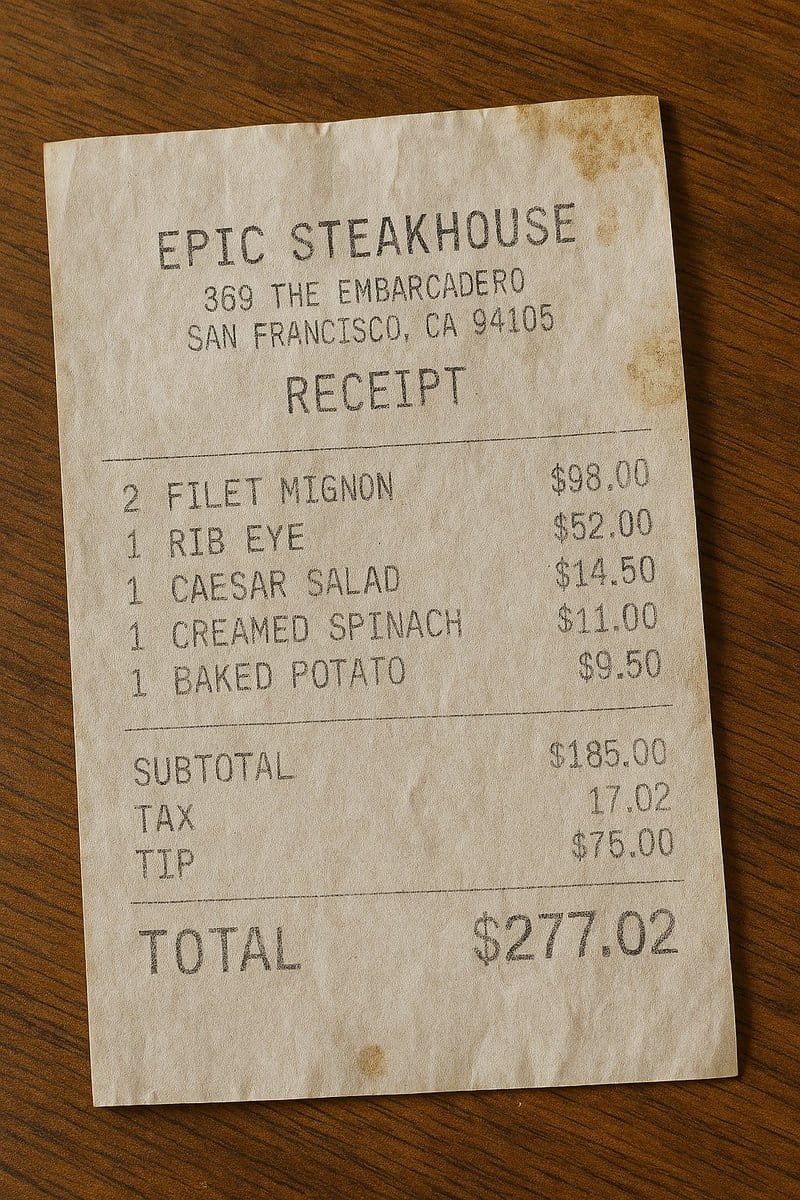 EPIC STEAKHOUSE
369 THE EMBARCADERO
SAN FRANCISCO, CA 94105
RECEIPT
2 FILET MIGNON $98.00
1 RIB EYE $52.00
1 CAESAR SALAD $14.50
1 CREAMED SPINACH $11.00
1 BAKED POTATO $9.50
SUBTOTAL $185.00
TAX 17.02
TIP $75.00
TOTAL $277.02